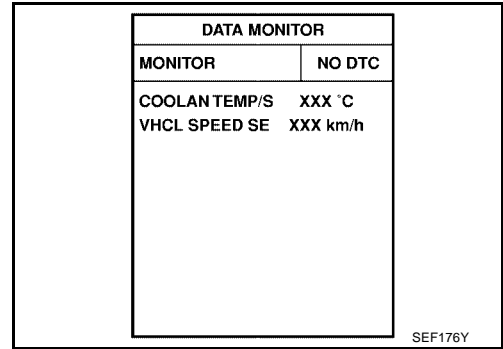 DATA MONITOR
MONITOR NO DTC
COOLAN TEMP/S XXX °C
VHCL SPEED SE XXX km/h
SEF176Y